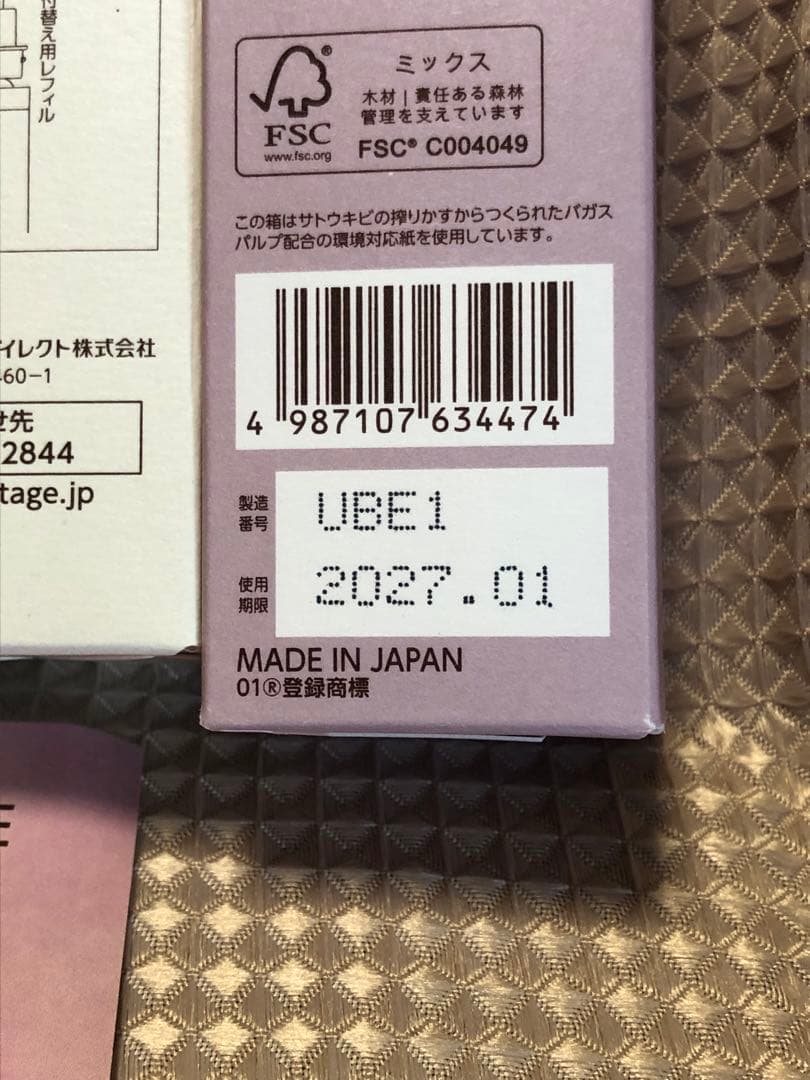 付替え用レフィル
イレクト株式会社
460-1
せ先
2844
tage.jp
FSC®
www.fsc.org
ミックス
木材 | 責任ある森林
管理を支えています
FSC® C004049
この箱はサトウキビの搾りかすからつくられたバガス
パルプ配合の環境対応紙を使用しています。
4 987107 634474
製造
番号
UBE1
使用
期限
2027.01
MADE IN JAPAN
01®登録商標
E